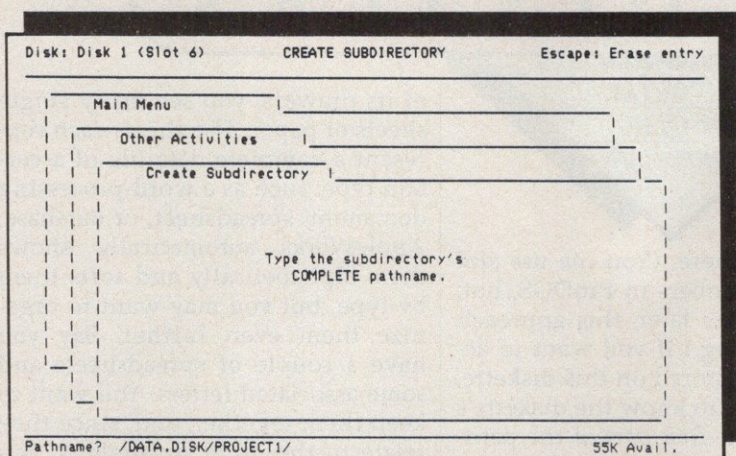 Disk: Disk 1 (Slot 6) CREATE SUBDIRECTORY Escape: Erase entry
Main Menu
Other Activities
Create Subdirectory
Type the subdirectory's
COMPLETE pathname.
Pathname? /DATA.DISK/PROJECT1/ 55K Avail.